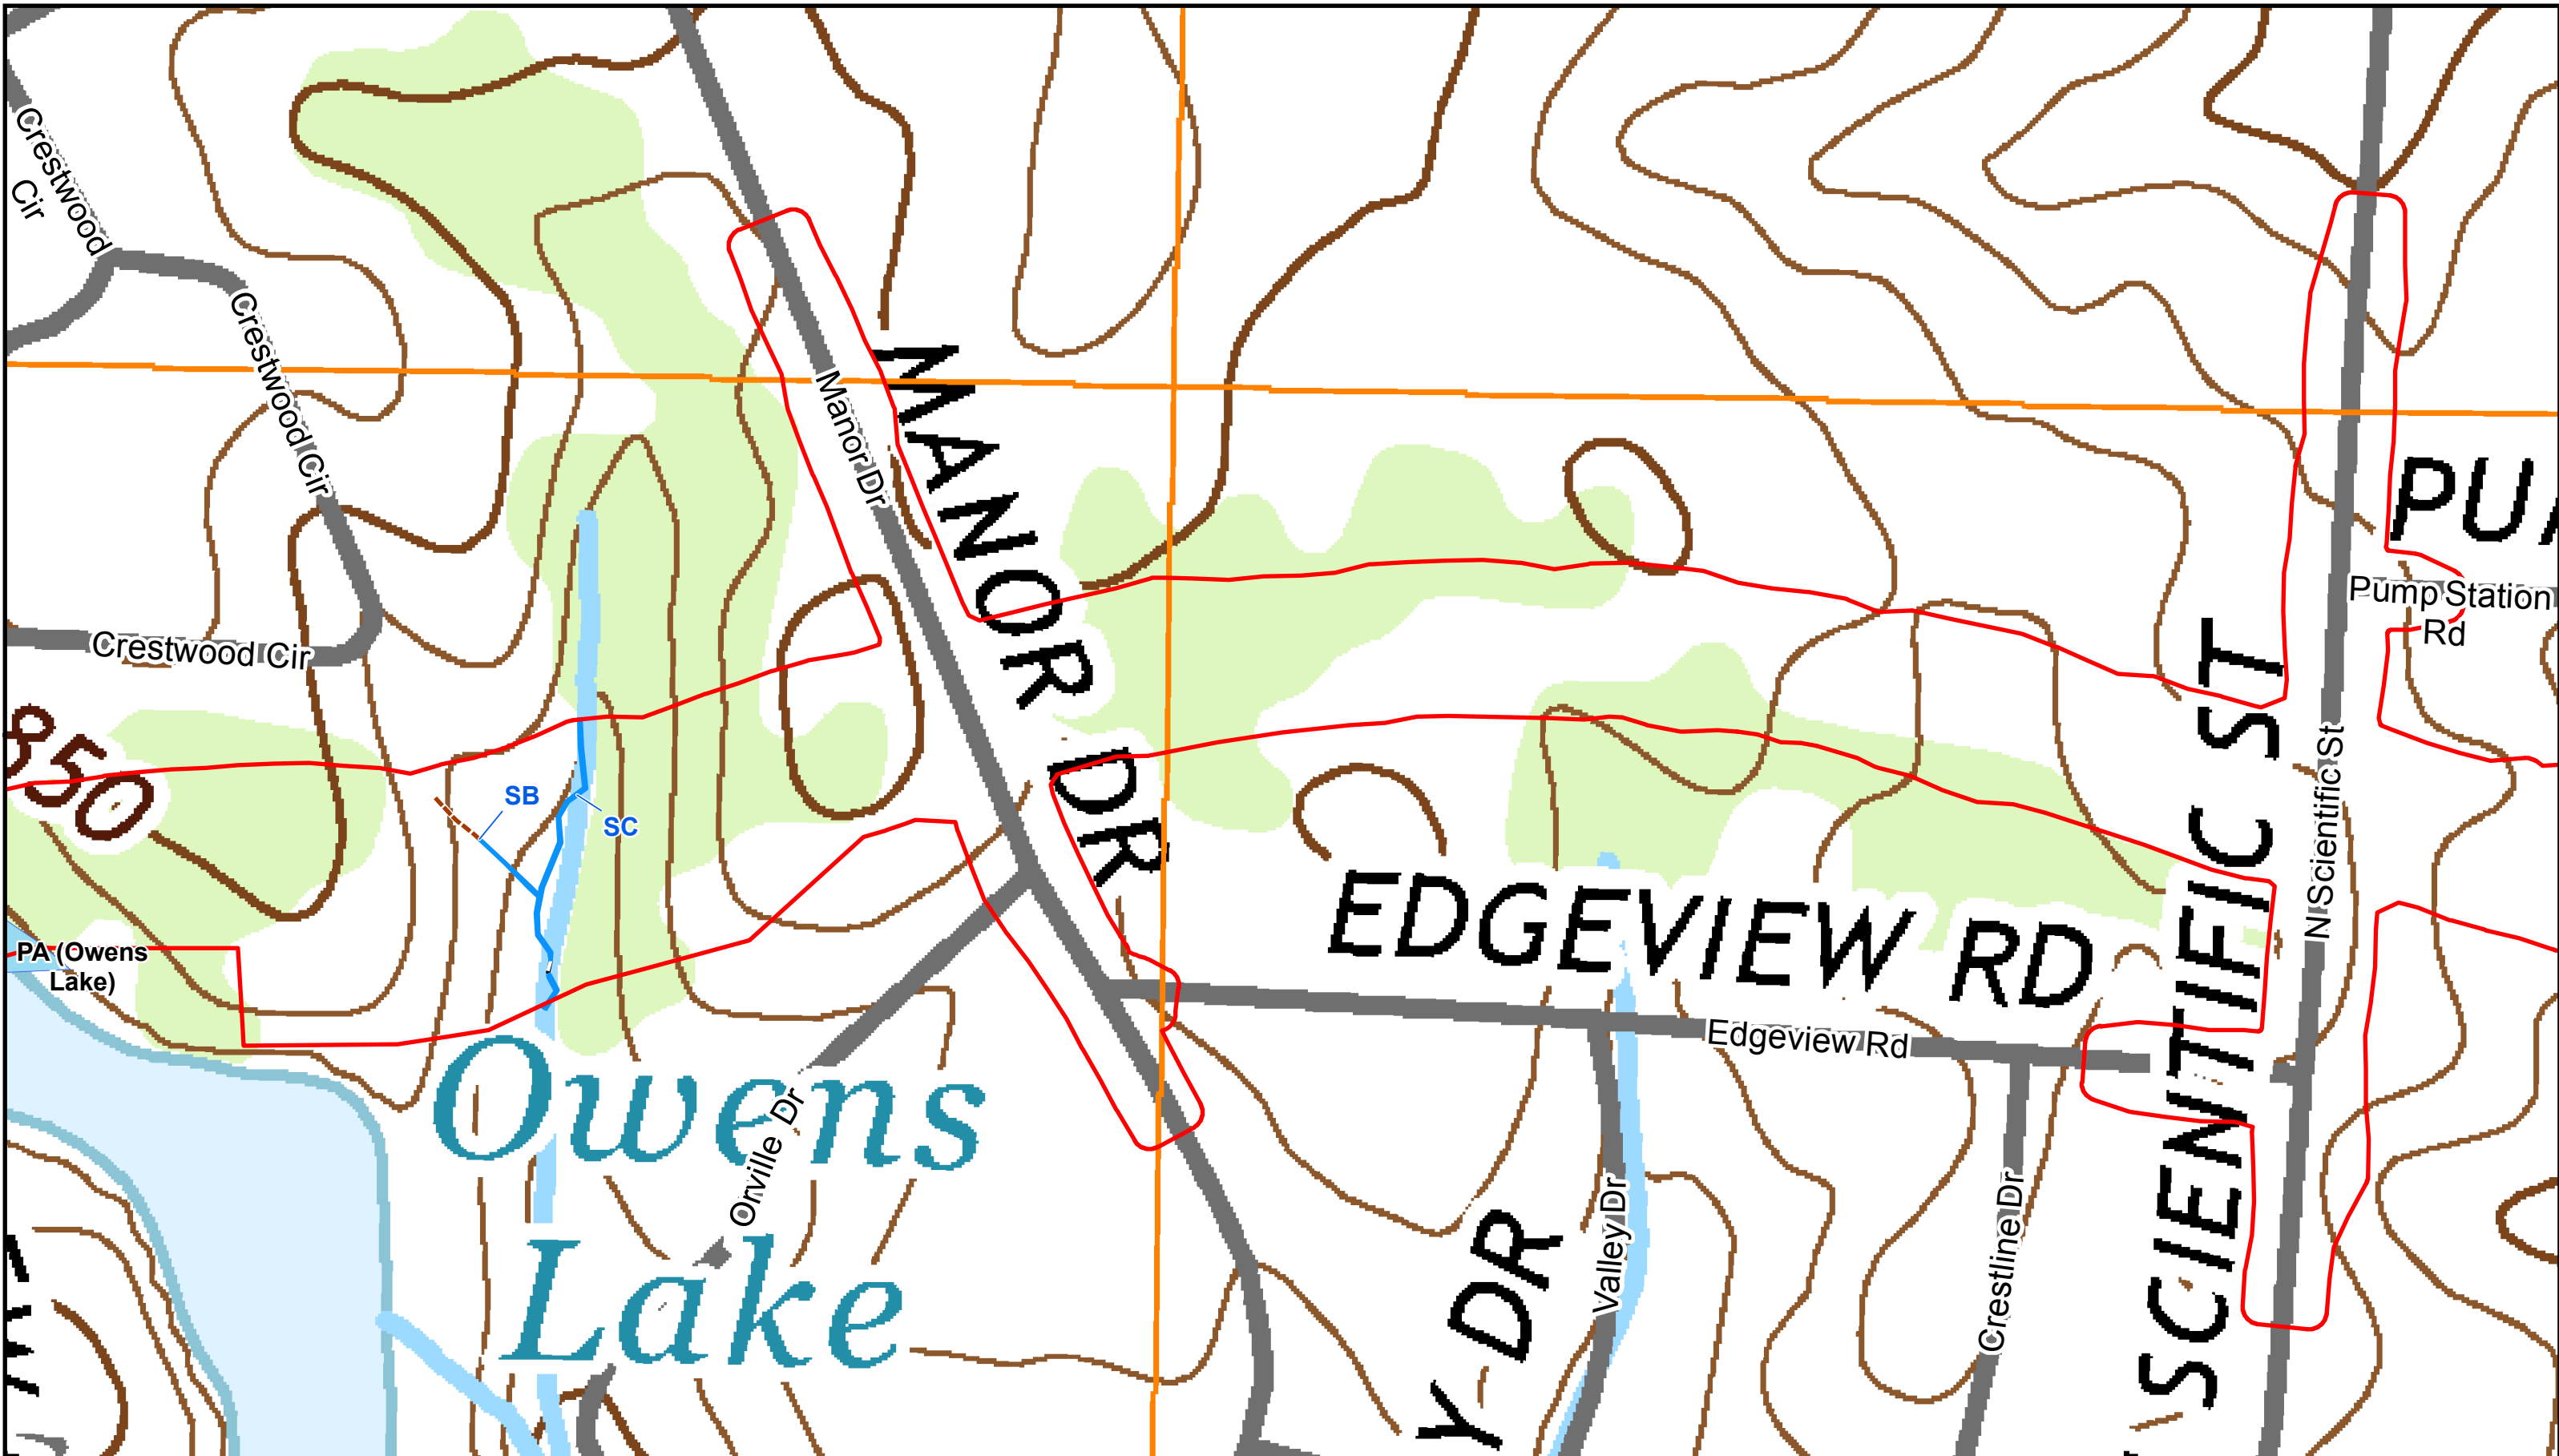 Crestwood
Cir
Crestwood Cir
Crestwood Cir
850
SB
SC
PA (Owens
Lake)
Owens
Lake
Orville Dr
Manor Dr
MANOR DR
EDGEVIEW RD
Edgeview Rd
Valley Dr
Y DR
Crestline Dr
SCIENTIFIC ST
N Scientific St
Pump Station
Rd